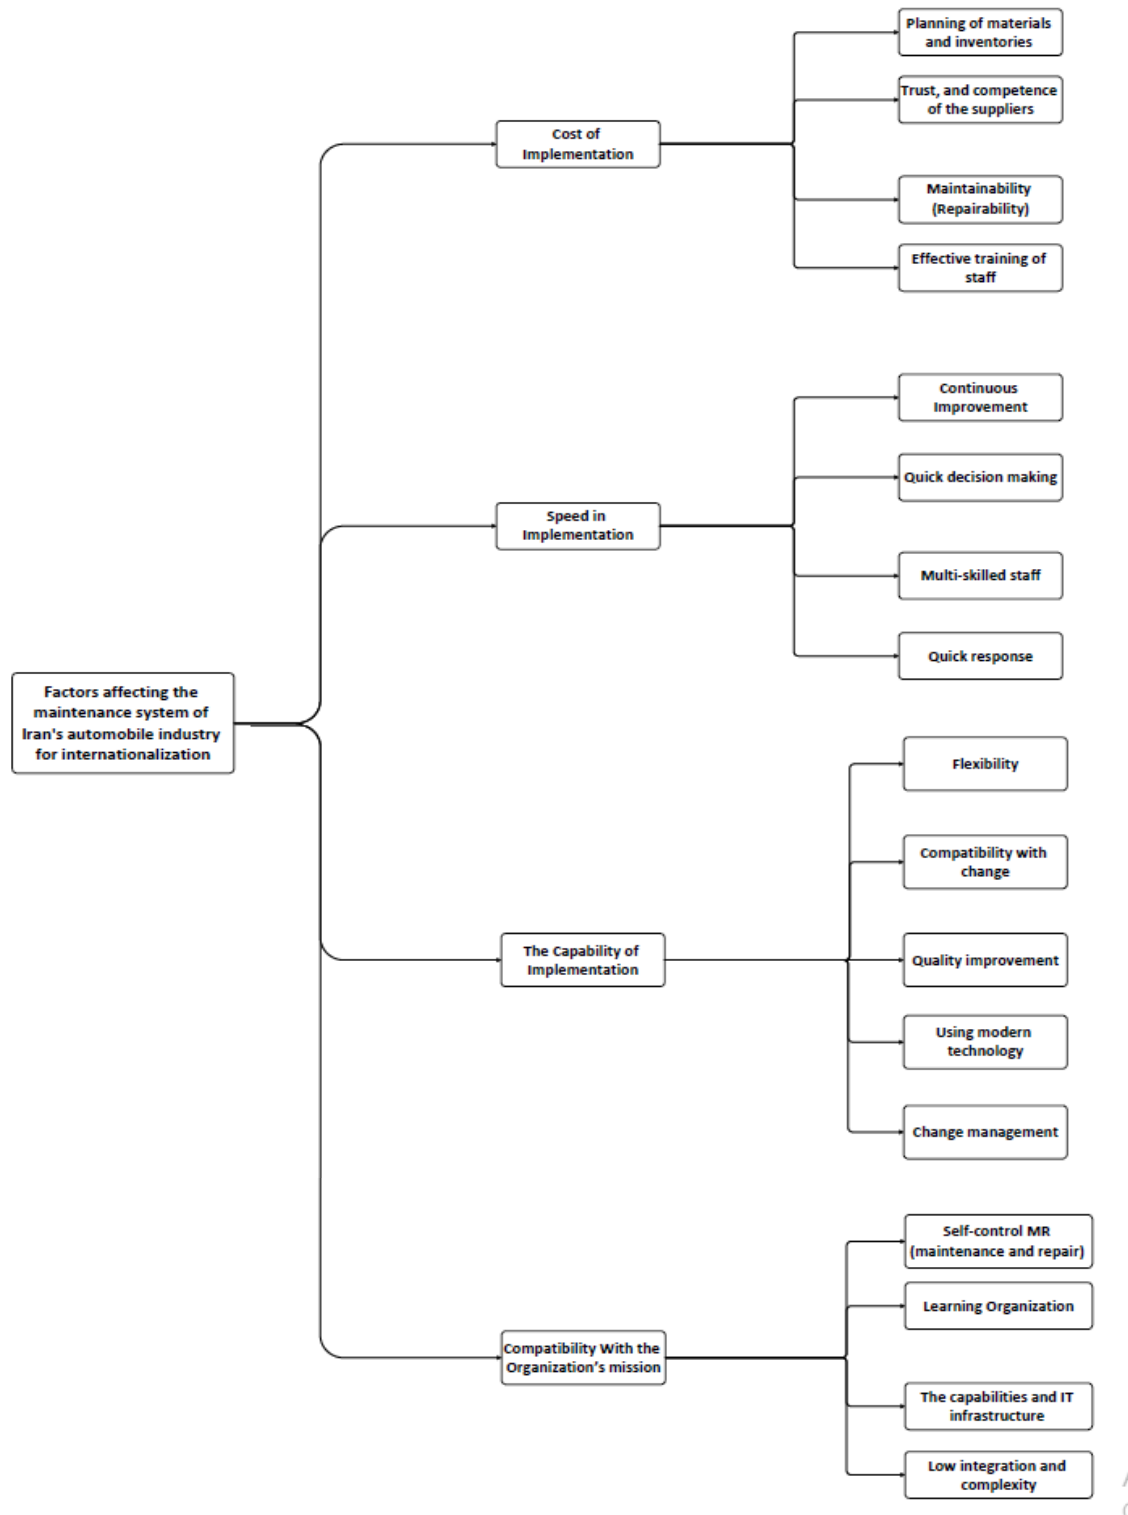 Planning of materials
and inventories
Trust, and competence
of the suppliers
Cost of
Implementation
Maintainability
(Repairability)
Effective training of
staff
Continuous
Improvement
Quick decision making
Speed in
Implementation
Multi-skilled staff
Quick response
Factors affecting the
maintenance system of
Iran's automobile industry
for internationalization
Flexibility
Compatibility with
change
The Capability of
Implementation
Quality improvement
Using modern
technology
Change management
Self-control MR
(maintenance and repair)
Learning Organization
Compatibility With the
Organization's mission
The capabilities and IT
infrastructure
Low integration and
complexity